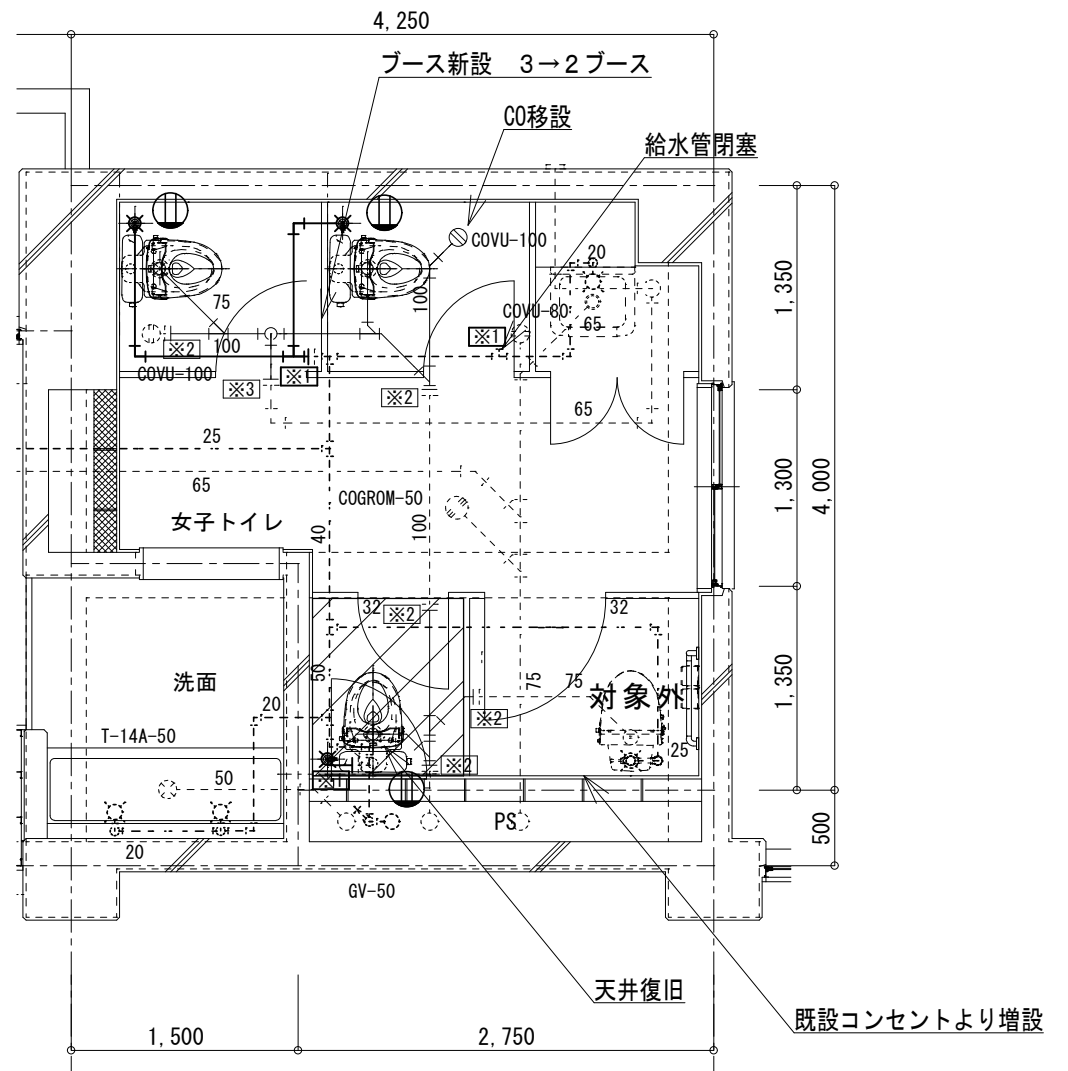 4,250
ブース新設　3→2ブース
CO移設
給水管閉塞
COVU-100
20
1,350
75
100
COVU-80
65
※1
※2
100
COVU-100
※3
※1
※2
65
25
65
COGROM-50
1,300
4,000
女子トイレ
40
100
32
※2
32
洗面
50
75
75
対象外
1,350
20
※2
T-14A-50
25
50
※2
※1
PS
500
20
GV-50
天井復旧
既設コンセントより増設
1,500
2,750